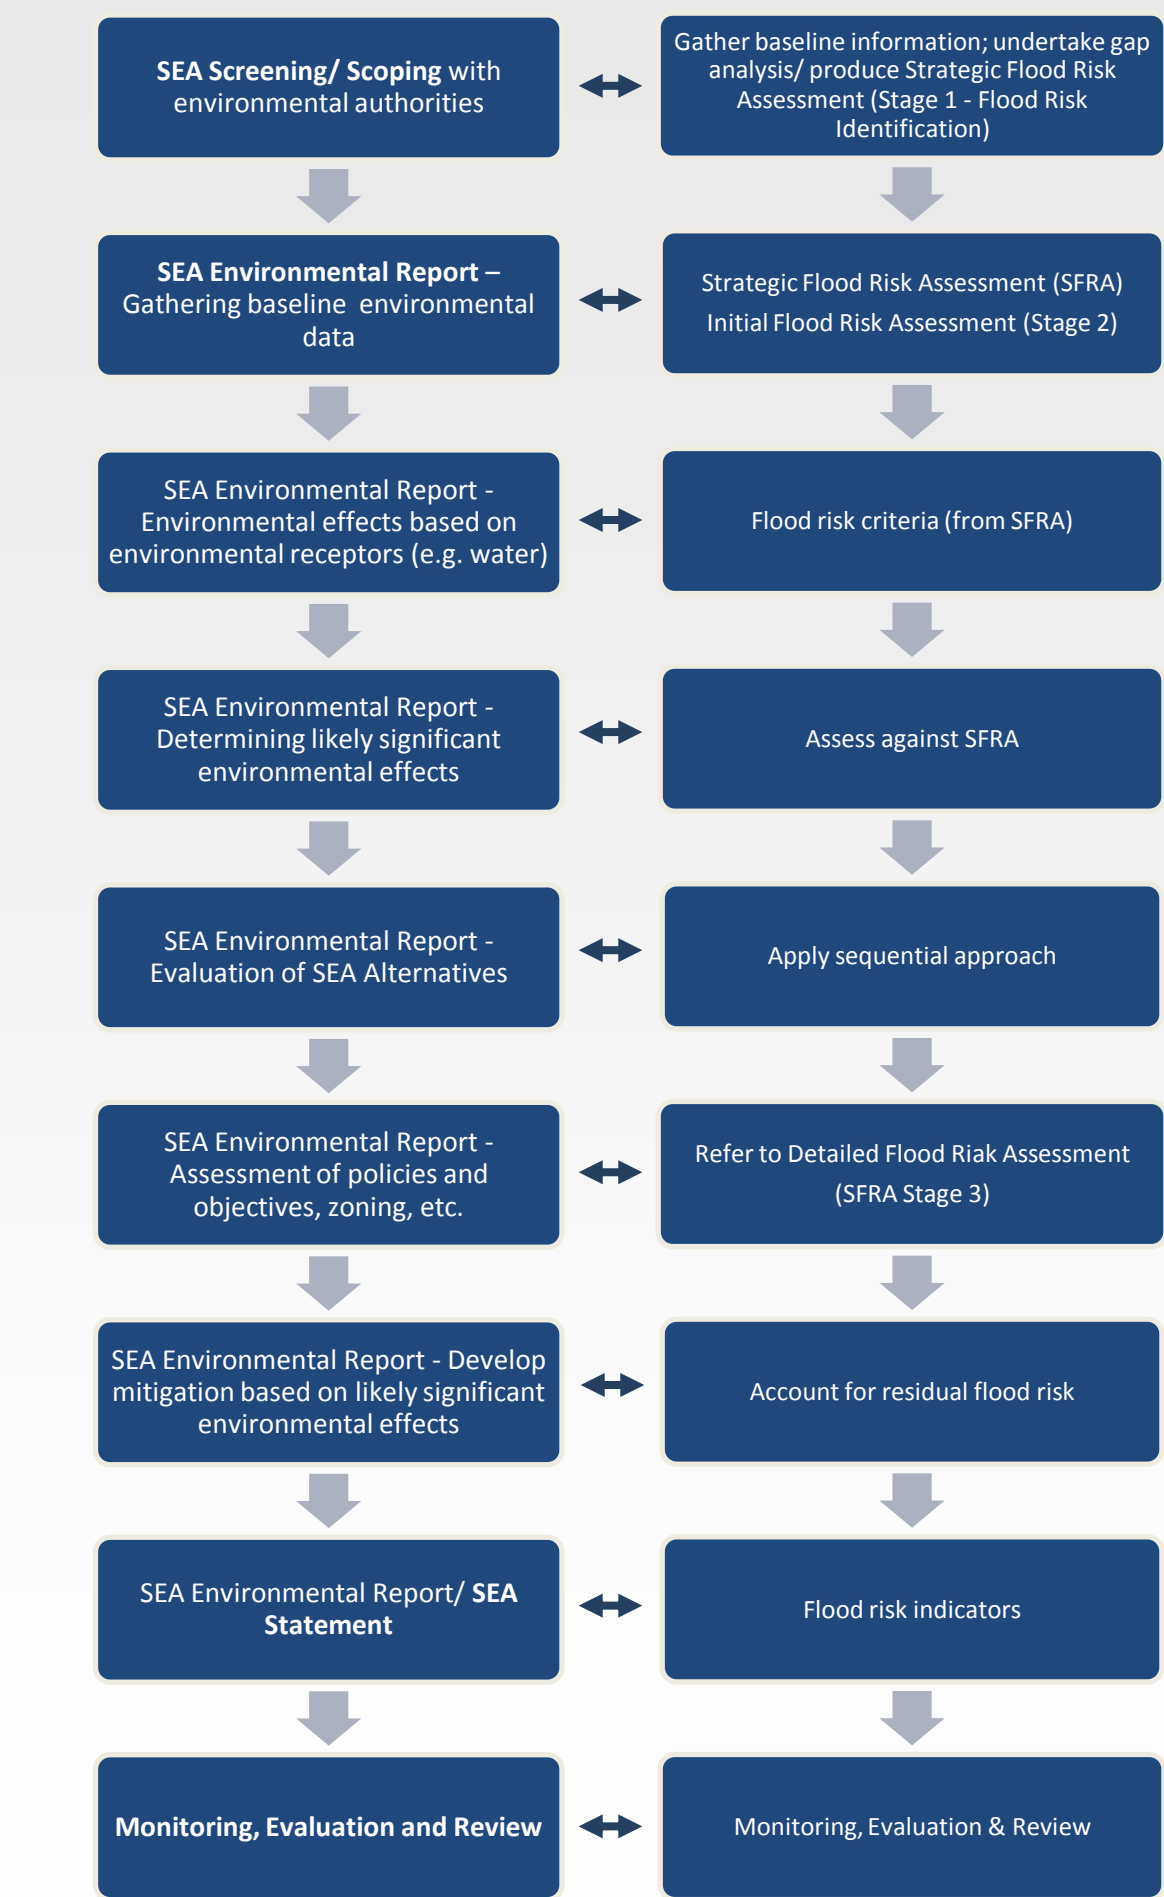 SEA Screening/ Scoping with
environmental authorities
Gather baseline information; undertake gap
analysis/ produce Strategic Flood Risk
Assessment (Stage 1 - Flood Risk
Identification)
SEA Environmental Report –
Gathering baseline environmental
data
Strategic Flood Risk Assessment (SFRA)
Initial Flood Risk Assessment (Stage 2)
SEA Environmental Report -
Environmental effects based on
environmental receptors (e.g. water)
Flood risk criteria (from SFRA)
SEA Environmental Report -
Determining likely significant
environmental effects
Assess against SFRA
SEA Environmental Report -
Evaluation of SEA Alternatives
Apply sequential approach
SEA Environmental Report -
Assessment of policies and
objectives, zoning, etc.
Refer to Detailed Flood Riak Assessment
(SFRA Stage 3)
SEA Environmental Report - Develop
mitigation based on likely significant
environmental effects
Account for residual flood risk
SEA Environmental Report/ SEA
Statement
Flood risk indicators
Monitoring, Evaluation and Review
Monitoring, Evaluation & Review